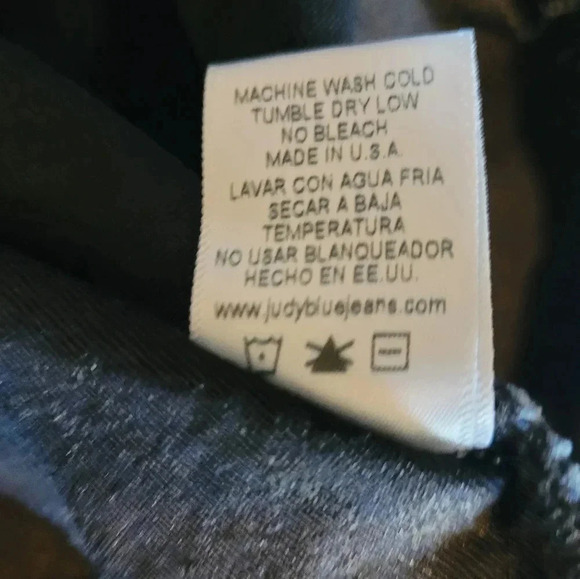 MACHINE WASH COLD
TUMBLE DRY LOW
NO BLEACH
MADE IN U.S.A.
LAVAR CON AGUA FRIA
SECAR A BAJA
TEMPERATURA
NO USAR BLANQUEADOR
HECHO EN EE.UU.
www.judybluejeans.com